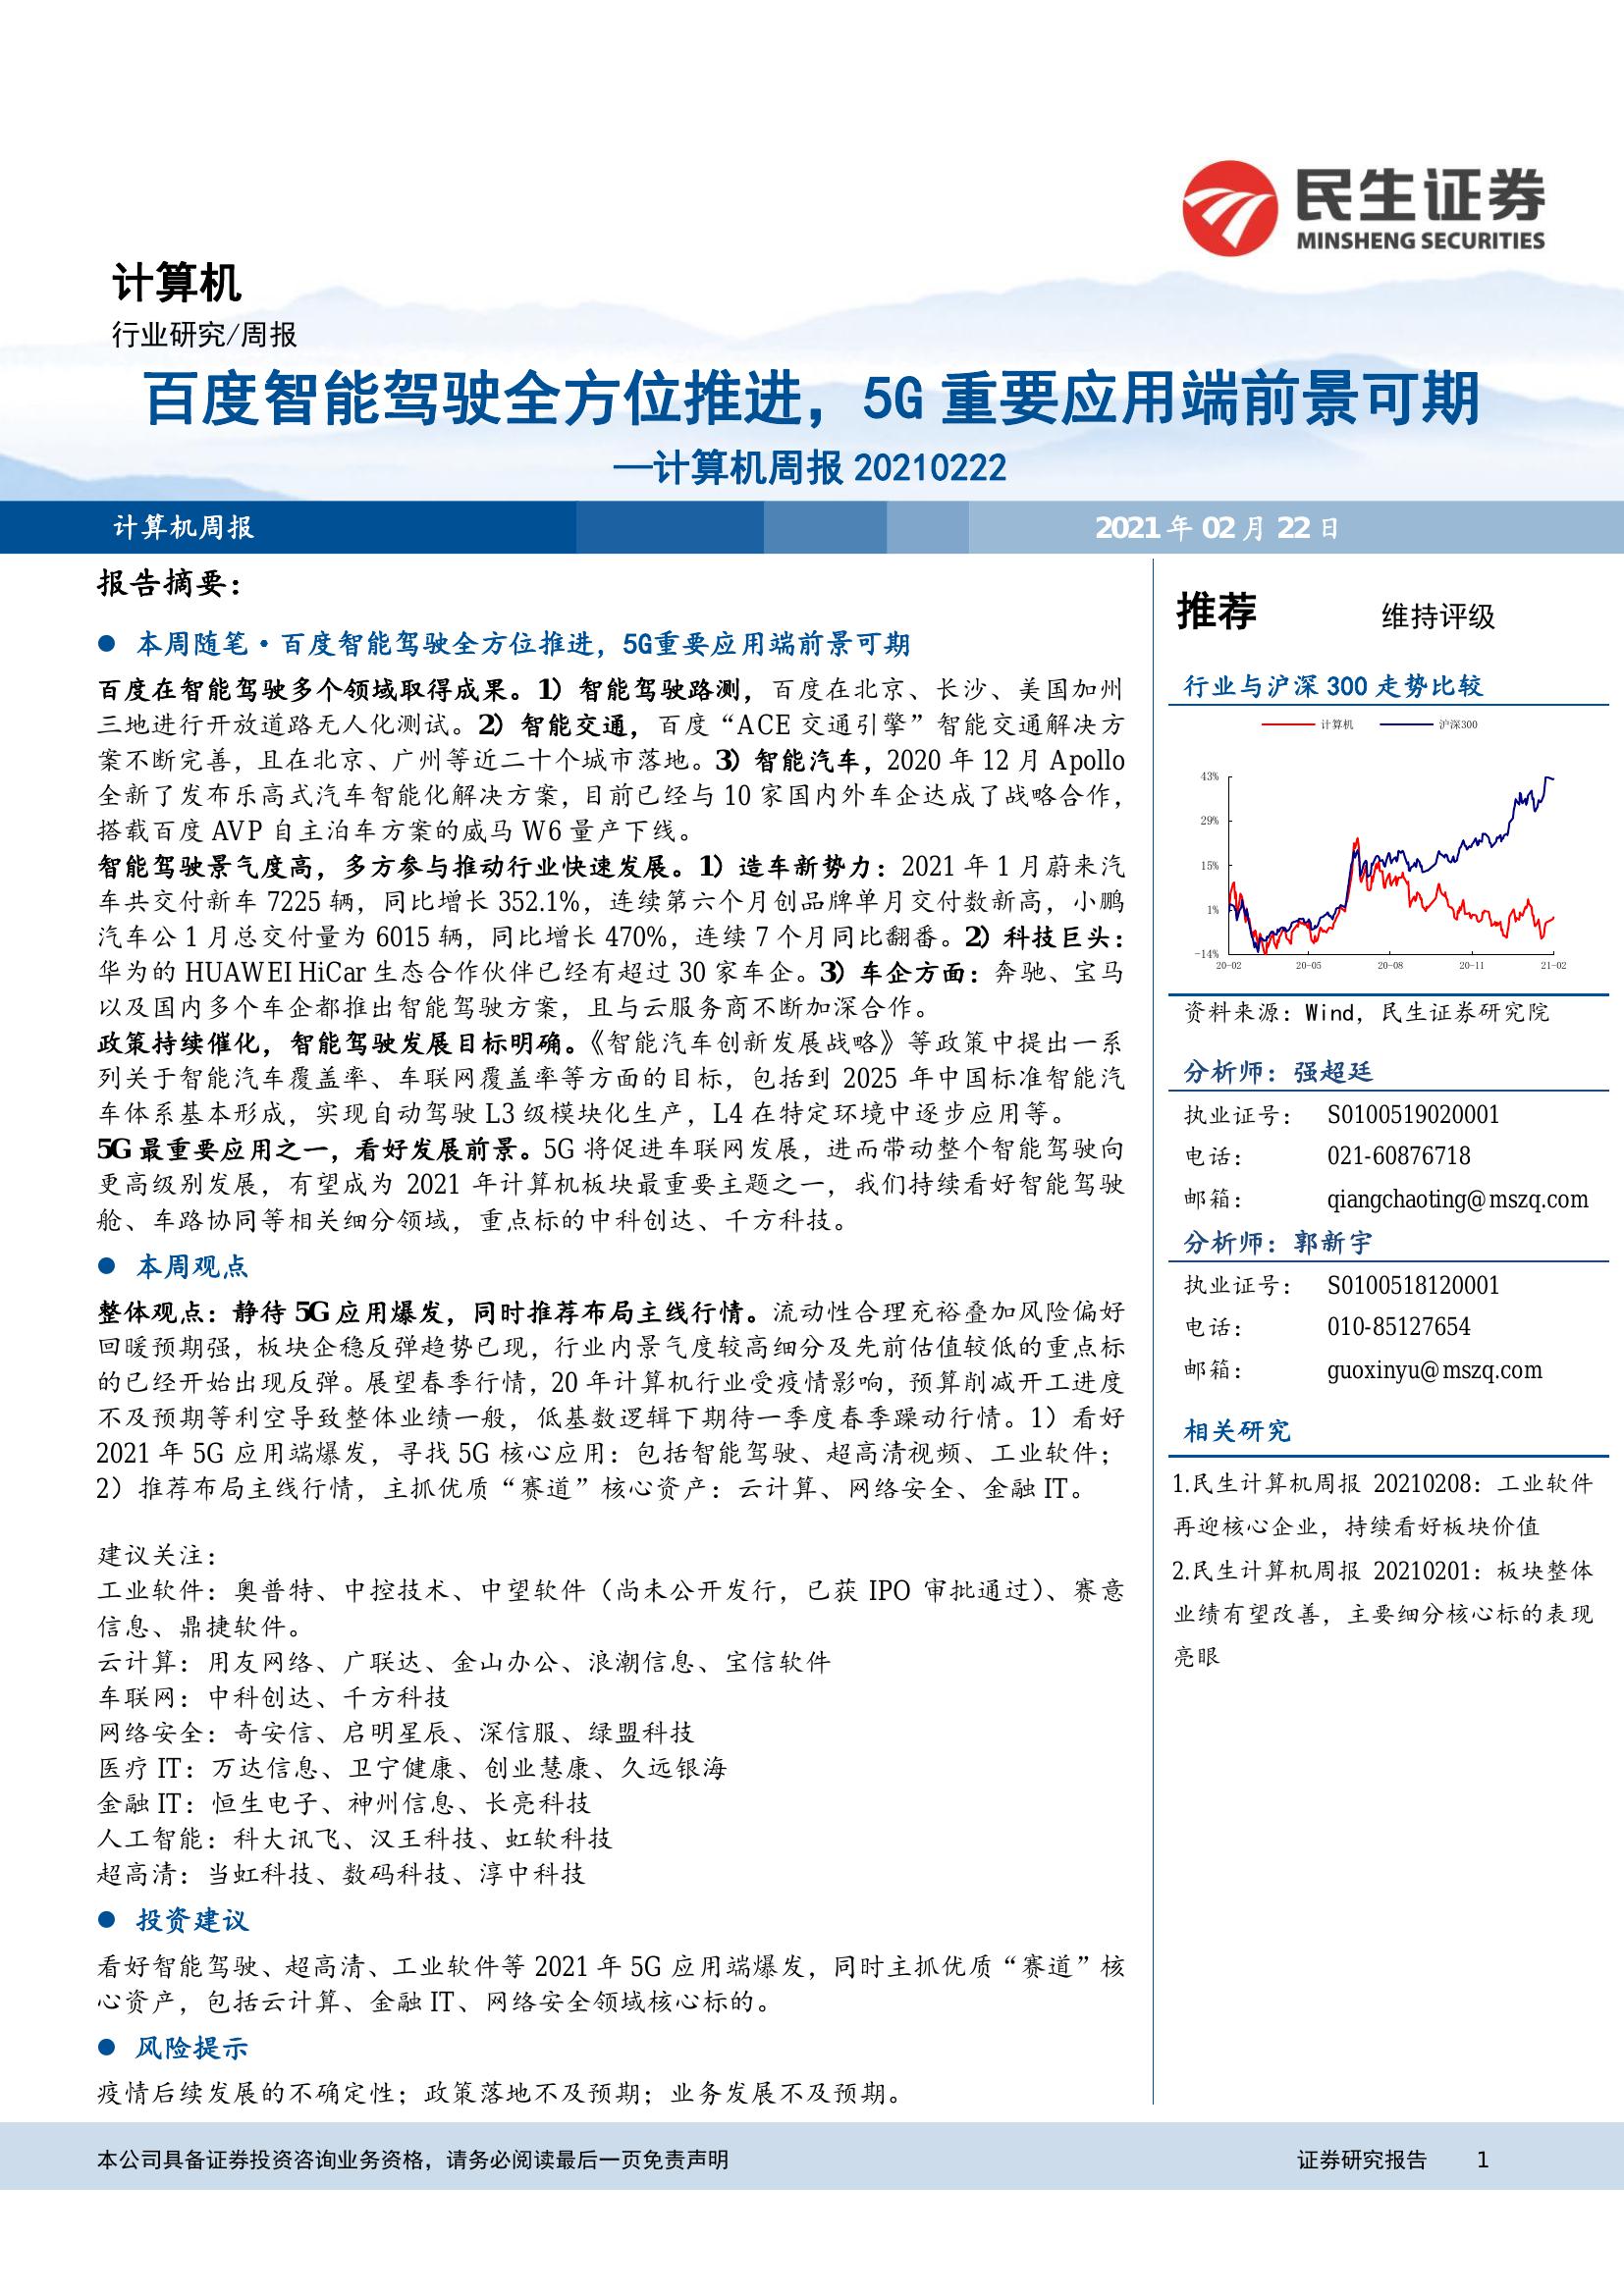 民生证券
MINSHENG SECURITIES
计算机
行业研究/周报
百度智能驾驶全方位推进，5G 重要应用端前景可期
—计算机周报 20210222
计算机周报
2021 年 02 月 22 日
报告摘要：
● 本周随笔·百度智能驾驶全方位推进，5G重要应用端前景可期
百度在智能驾驶多个领域取得成果。1）智能驾驶路测，百度在北京、长沙、美国加州
三地进行开放道路无人化测试。2）智能交通，百度“ACE 交通引擎”智能交通解决方
案不断完善，且在北京、广州等近二十个城市落地。3）智能汽车，2020 年 12 月 Apollo
全新了发布乐高式汽车智能化解决方案，目前已经与 10 家国内外车企达成了战略合作，
搭载百度 AVP 自主泊车方案的威马 W6 量产下线。
智能驾驶景气度高，多方参与推动行业快速发展。1）造车新势力：2021 年 1 月蔚来汽
车共交付新车 7225 辆，同比增长 352.1%，连续第六个月创品牌单月交付数新高，小鹏
汽车公 1 月总交付量为 6015 辆，同比增长 470%，连续 7 个月同比翻番。2）科技巨头：
华为的 HUAWEI HiCar 生态合作伙伴已经有超过 30 家车企。3）车企方面：奔驰、宝马
以及国内多个车企都推出智能驾驶方案，且与云服务商不断加深合作。
政策持续催化，智能驾驶发展目标明确。《智能汽车创新发展战略》等政策中提出一系
列关于智能汽车覆盖率、车联网覆盖率等方面的目标，包括到 2025 年中国标准智能汽
车体系基本形成，实现自动驾驶 L3 级模块化生产，L4 在特定环境中逐步应用等。
5G 最重要应用之一，看好发展前景。5G 将促进车联网发展，进而带动整个智能驾驶向
更高级别发展，有望成为 2021 年计算机板块最重要主题之一，我们持续看好智能驾驶
舱、车路协同等相关细分领域，重点标的中科创达、千方科技。
● 本周观点
整体观点：静待 5G 应用爆发，同时推荐布局主线行情。流动性合理充裕叠加风险偏好
回暖预期强，板块企稳反弹趋势已现，行业内景气度较高细分及先前估值较低的重点标
的已经开始出现反弹。展望春季行情，20 年计算机行业受疫情影响，预算削减开工进度
不及预期等利空导致整体业绩一般，低基数逻辑下期待一季度春季躁动行情。1）看好
2021 年 5G 应用端爆发，寻找 5G 核心应用：包括智能驾驶、超高清视频、工业软件；
2）推荐布局主线行情，主抓优质“赛道”核心资产：云计算、网络安全、金融 IT。
建议关注：
工业软件：奥普特、中控技术、中望软件（尚未公开发行，已获 IPO 审批通过）、赛意
信息、鼎捷软件。
云计算：用友网络、广联达、金山办公、浪潮信息、宝信软件
车联网：中科创达、千方科技
网络安全：奇安信、启明星辰、深信服、绿盟科技
医疗 IT：万达信息、卫宁健康、创业慧康、久远银海
金融 IT：恒生电子、神州信息、长亮科技
人工智能：科大讯飞、汉王科技、虹软科技
超高清：当虹科技、数码科技、淳中科技
● 投资建议
看好智能驾驶、超高清、工业软件等 2021 年 5G 应用端爆发，同时主抓优质“赛道”核
心资产，包括云计算、金融 IT、网络安全领域核心标的。
● 风险提示
疫情后续发展的不确定性；政策落地不及预期；业务发展不及预期。
推荐 维持评级
行业与沪深 300 走势比较
计算机 沪深300
43%
29%
15%
1%
-14%
20-02 20-05 20-08 20-11 21-02
资料来源：Wind，民生证券研究院
分析师：强超廷
执业证号： S0100519020001
电话： 021-60876718
邮箱： qiangchaoting@mszq.com
分析师：郭新宇
执业证号： S0100518120001
电话： 010-85127654
邮箱： guoxinyu@mszq.com
相关研究
1.民生计算机周报 20210208：工业软件
再迎核心企业，持续看好板块价值
2.民生计算机周报 20210201：板块整体
业绩有望改善，主要细分核心标的表现
亮眼
本公司具备证券投资咨询业务资格，请务必阅读最后一页免责声明
证券研究报告 1